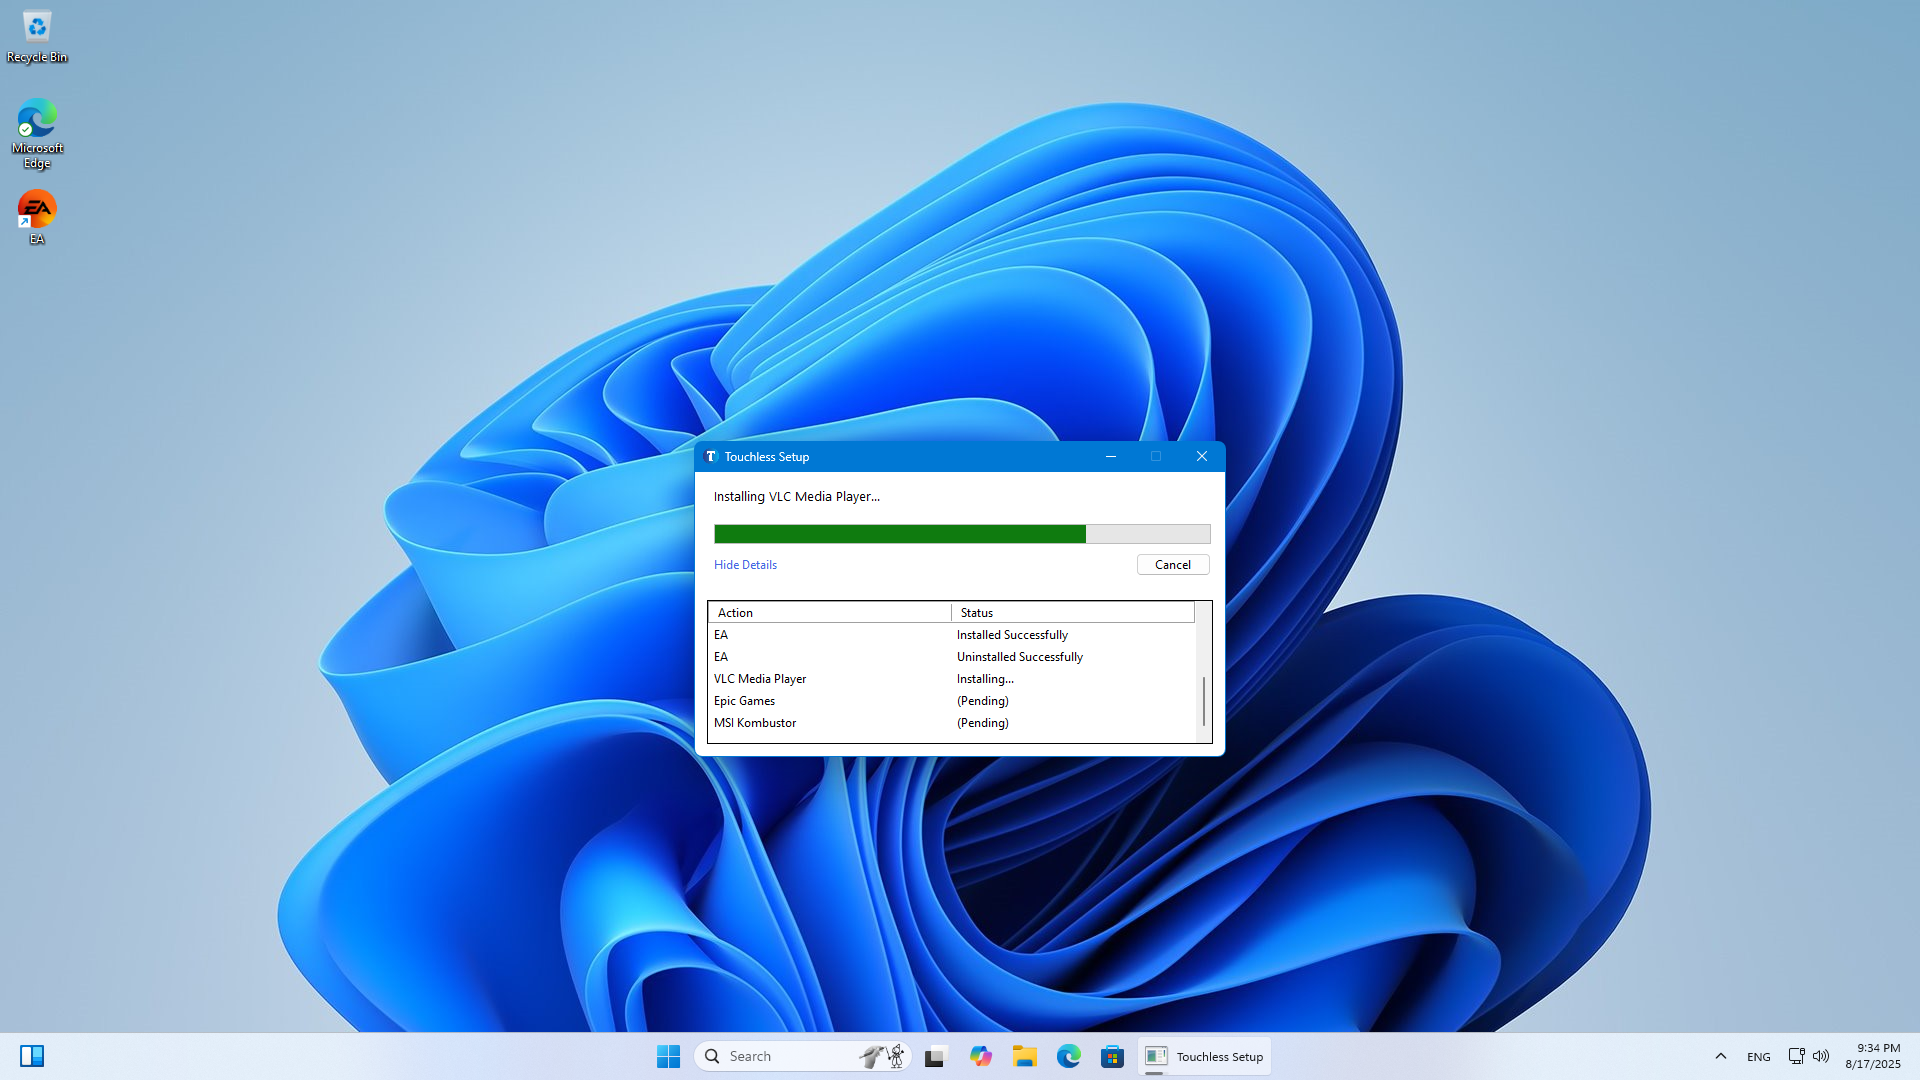 Recycle Bin
Microsoft
Edge
EA
EA
T Touchless Setup
Installing VLC Media Player...
Hide Details
Cancel
Action Status
EA Installed Successfully
EA Uninstalled Successfully
VLC Media Player Installing...
Epic Games (Pending)
MSI Kombustor (Pending)
Search
Touchless Setup
ENG
9:34 PM
8/17/2025